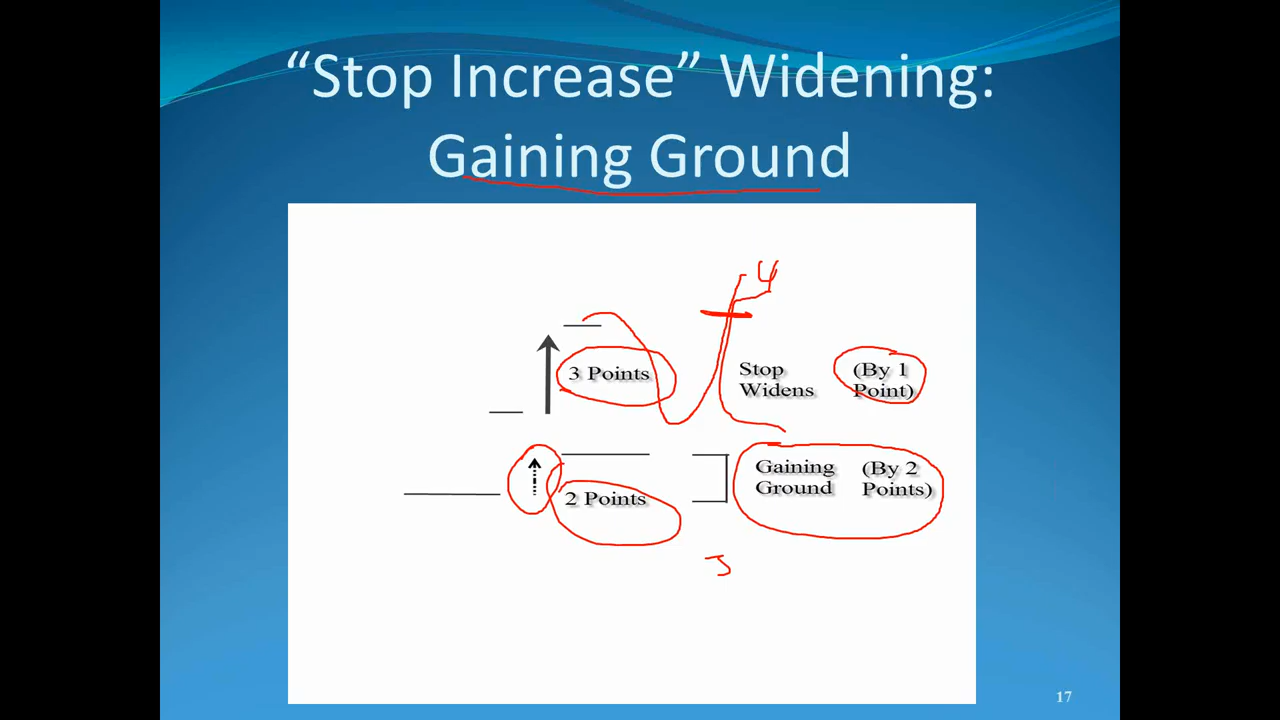 “Stop Increase” Widening:
Gaining Ground
4
3 Points
Stop
Widens
(By 1
Point)
Gaining
Ground
(By 2
Points)
2 Points
17